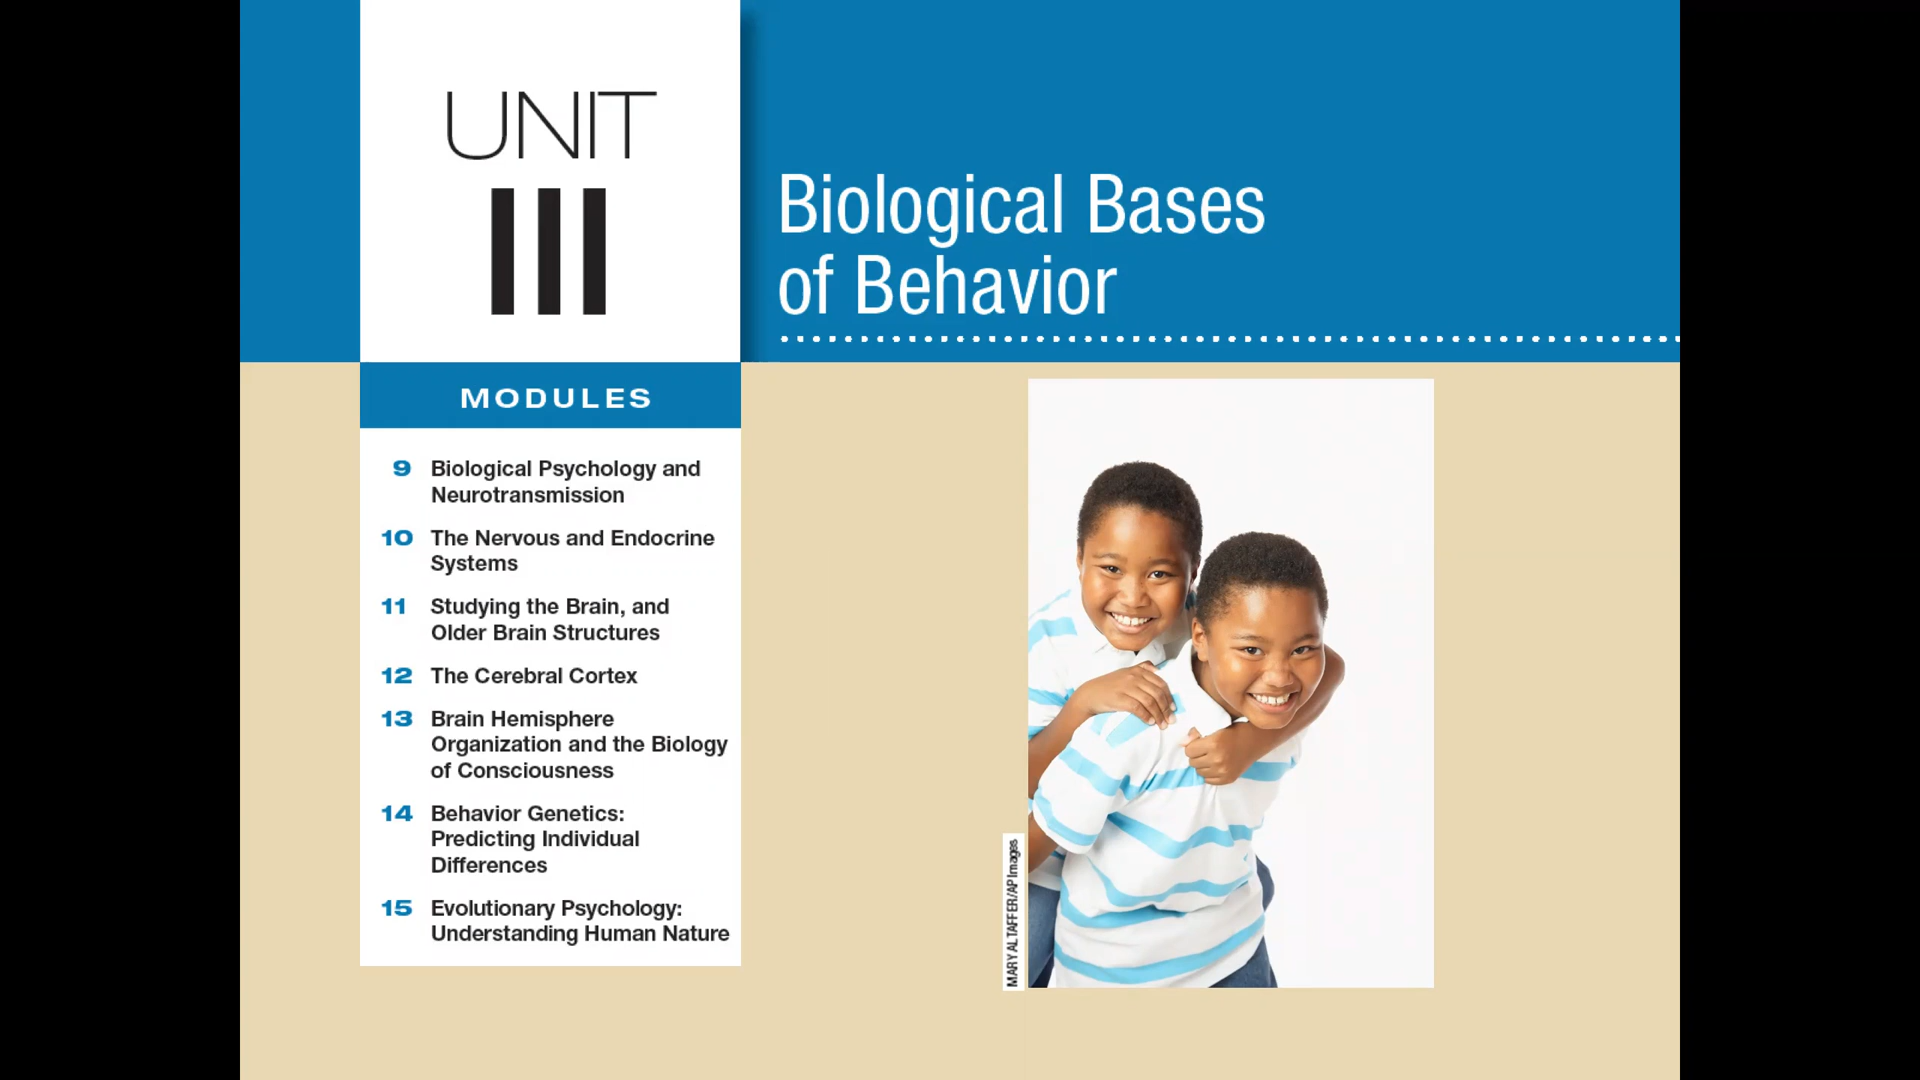 UNIT
III
Biological Bases
of Behavior
MODULES
9 Biological Psychology and
Neurotransmission
10 The Nervous and Endocrine
Systems
11 Studying the Brain, and
Older Brain Structures
12 The Cerebral Cortex
13 Brain Hemisphere
Organization and the Biology
of Consciousness
14 Behavior Genetics:
Predicting Individual
Differences
15 Evolutionary Psychology:
Understanding Human Nature
MARY ALTAFFER/AP Images